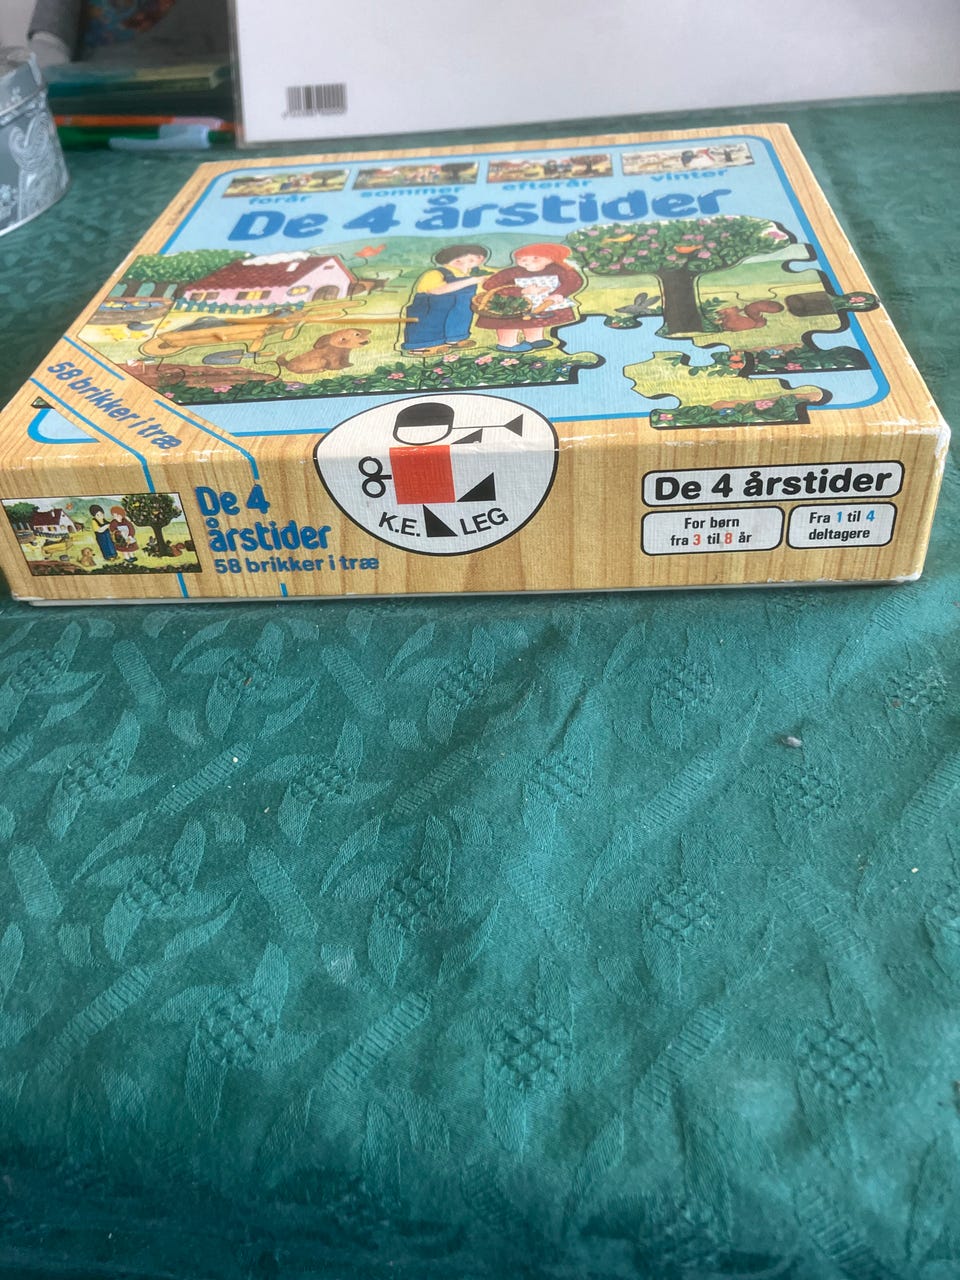 forår
sommer
efterår
vinter
De 4 årstider
58 brikker i træ
De 4
årstider
58 brikker i træ
K.E. LEG
De 4 årstider
For børn
fra 3 til 8 år
Fra 1 til 4
deltagere